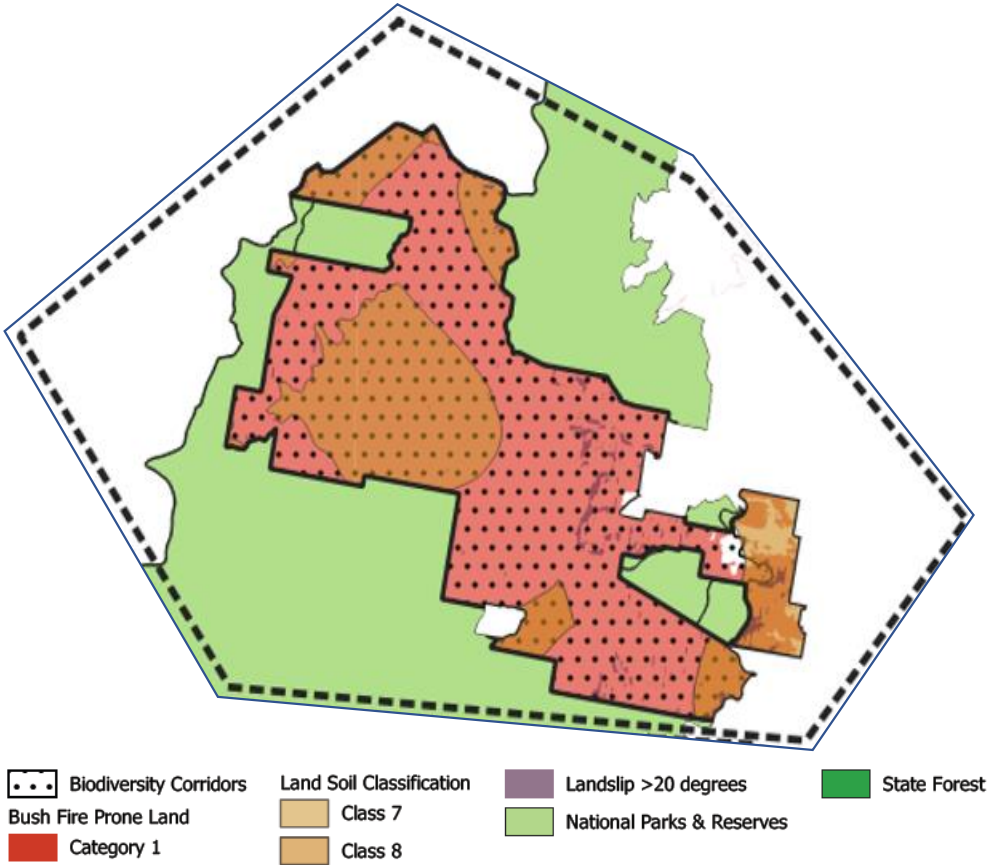 Biodiversity Corridors
Bush Fire Prone Land
Category 1
Land Soil Classification
Class 7
Class 8
Landslip >20 degrees
National Parks & Reserves
State Forest